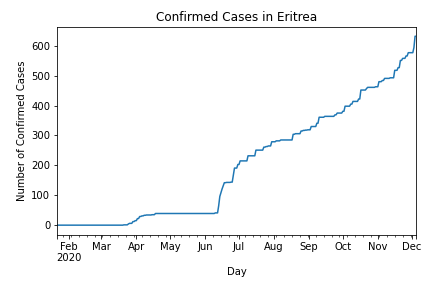 Confirmed Cases in Eritrea
600
500
400
300
200
100
0
Number of Confirmed Cases
Feb Mar Apr May Jun Jul Aug Sep Oct Nov Dec
2020
Day